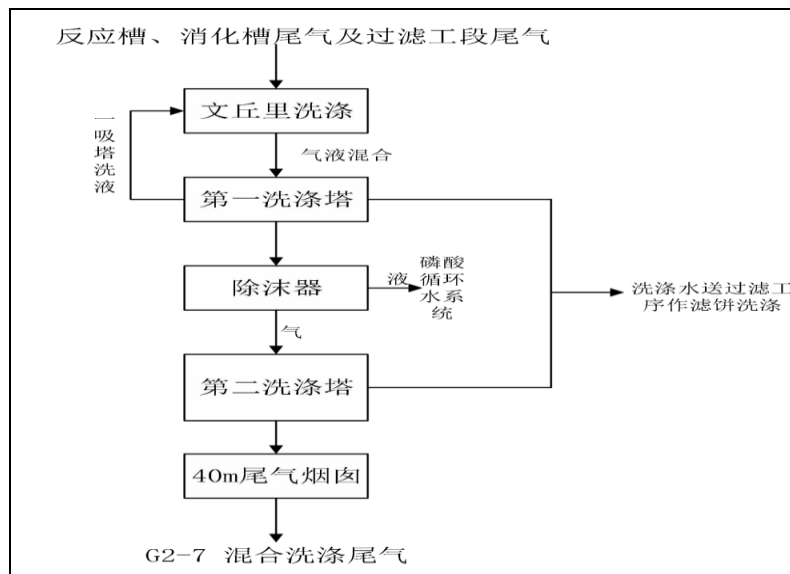 反应槽、消化槽尾气及过滤工段尾气
文丘里洗涤
一
吸
塔
洗
液
气液混合
第一洗涤塔
除沫器
液
磷酸
循环
水系
统
洗涤水送过滤工
序作滤饼洗涤
气
第二洗涤塔
40m尾气烟囱
G2-7 混合洗涤尾气